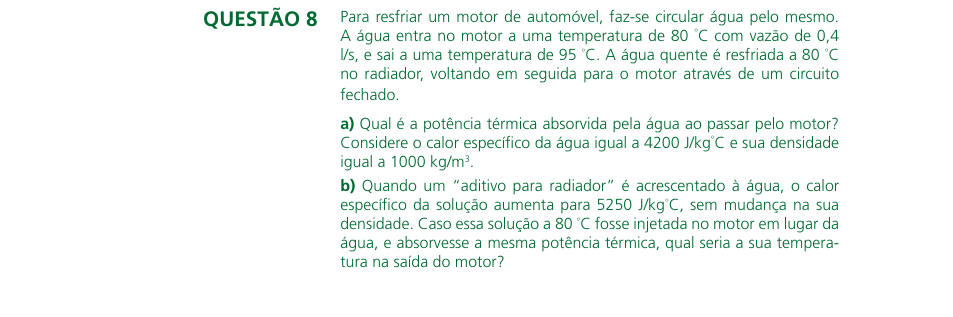 QUESTÃO 8
Para resfriar um motor de automóvel, faz-se circular água pelo mesmo.
A água entra no motor a uma temperatura de 80 °C com vazão de 0,4
l/s, e sai a uma temperatura de 95 °C. A água quente é resfriada a 80 °C
no radiador, voltando em seguida para o motor através de um circuito
fechado.
a) Qual é a potência térmica absorvida pela água ao passar pelo motor?
Considere o calor específico da água igual a 4200 J/kg°C e sua densidade
igual a 1000 kg/m³.
b) Quando um “aditivo para radiador” é acrescentado à água, o calor
específico da solução aumenta para 5250 J/kg°C, sem mudança na sua
densidade. Caso essa solução a 80 °C fosse injetada no motor em lugar da
água, e absorvesse a mesma potência térmica, qual seria a sua tempera-
tura na saída do motor?